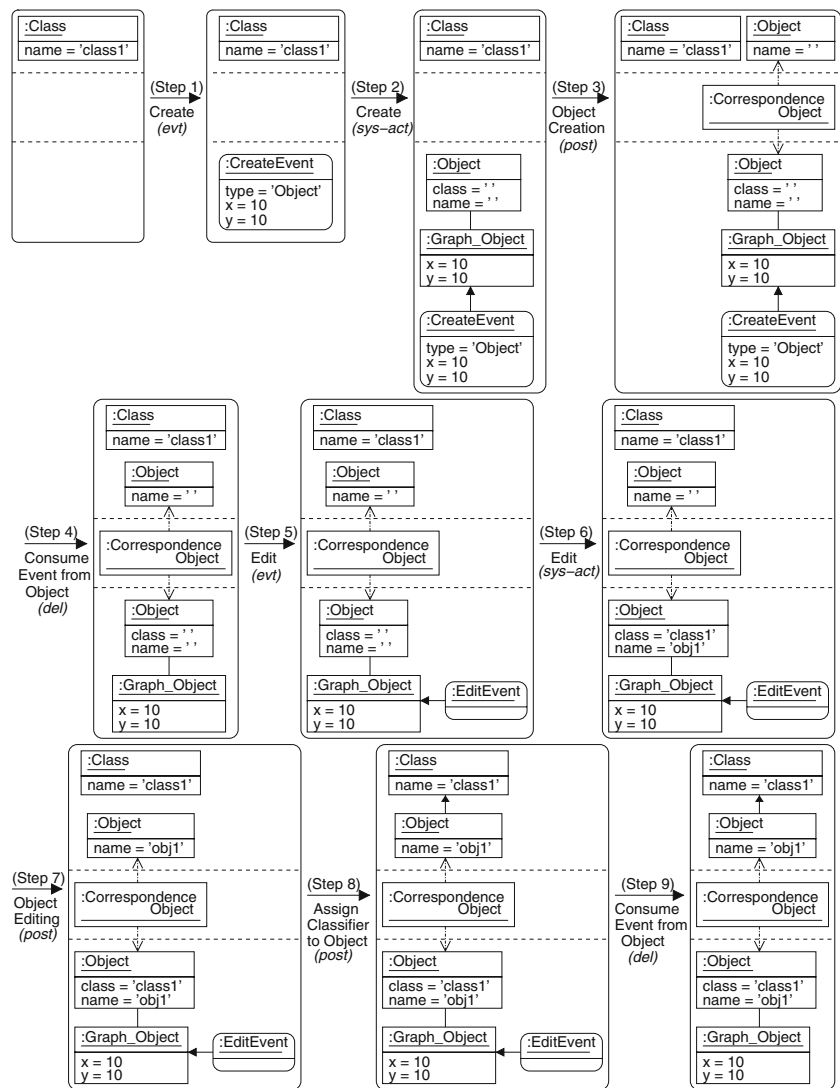 :Class
name = 'class1'
(Step 1)
Create
(evt)
:Class
name = 'class1'
:CreateEvent
type = 'Object'
x = 10
y = 10
(Step 2)
Create
(sys−act)
:Class
name = 'class1'
:Object
class = ' '
name = ' '
:Graph_Object
x = 10
y = 10
:CreateEvent
type = 'Object'
x = 10
y = 10
(Step 3)
Object
Creation
(post)
:Class
name = 'class1'
:Object
name = ' '
:Correspondence
Object
:Object
class = ' '
name = ' '
:Graph_Object
x = 10
y = 10
:CreateEvent
type = 'Object'
x = 10
y = 10
(Step 4)
Consume
Event from
Object
(del)
:Class
name = 'class1'
:Object
name = ' '
:Correspondence
Object
:Object
class = ' '
name = ' '
:Graph_Object
x = 10
y = 10
(Step 5)
Edit
(evt)
:Class
name = 'class1'
:Object
name = ' '
:Correspondence
Object
:Object
class = ' '
name = ' '
:Graph_Object
x = 10
y = 10
:EditEvent
(Step 6)
Edit
(sys−act)
:Class
name = 'class1'
:Object
name = ' '
:Correspondence
Object
:Object
class = 'class1'
name = 'obj1'
:Graph_Object
x = 10
y = 10
:EditEvent
(Step 7)
Object
Editing
(post)
:Class
name = 'class1'
:Object
name = 'obj1'
:Correspondence
Object
:Object
class = 'class1'
name = 'obj1'
:Graph_Object
x = 10
y = 10
:EditEvent
(Step 8)
Assign
Classifier
to Object
(post)
:Class
name = 'class1'
:Object
name = 'obj1'
:Correspondence
Object
:Object
class = 'class1'
name = 'obj1'
:Graph_Object
x = 10
y = 10
:EditEvent
(Step 9)
Consume
Event from
Object
(del)
:Class
name = 'class1'
:Object
name = 'obj1'
:Correspondence
Object
:Object
class = 'class1'
name = 'obj1'
:Graph_Object
x = 10
y = 10